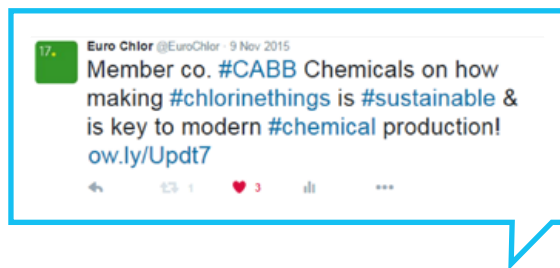 17.
Euro Chlor @EuroChlor · 9 Nov 2015
Member co. #CABB Chemicals on how
making #chlorinethings is #sustainable &
is key to modern #chemical production!
ow.ly/Updt7
1 3